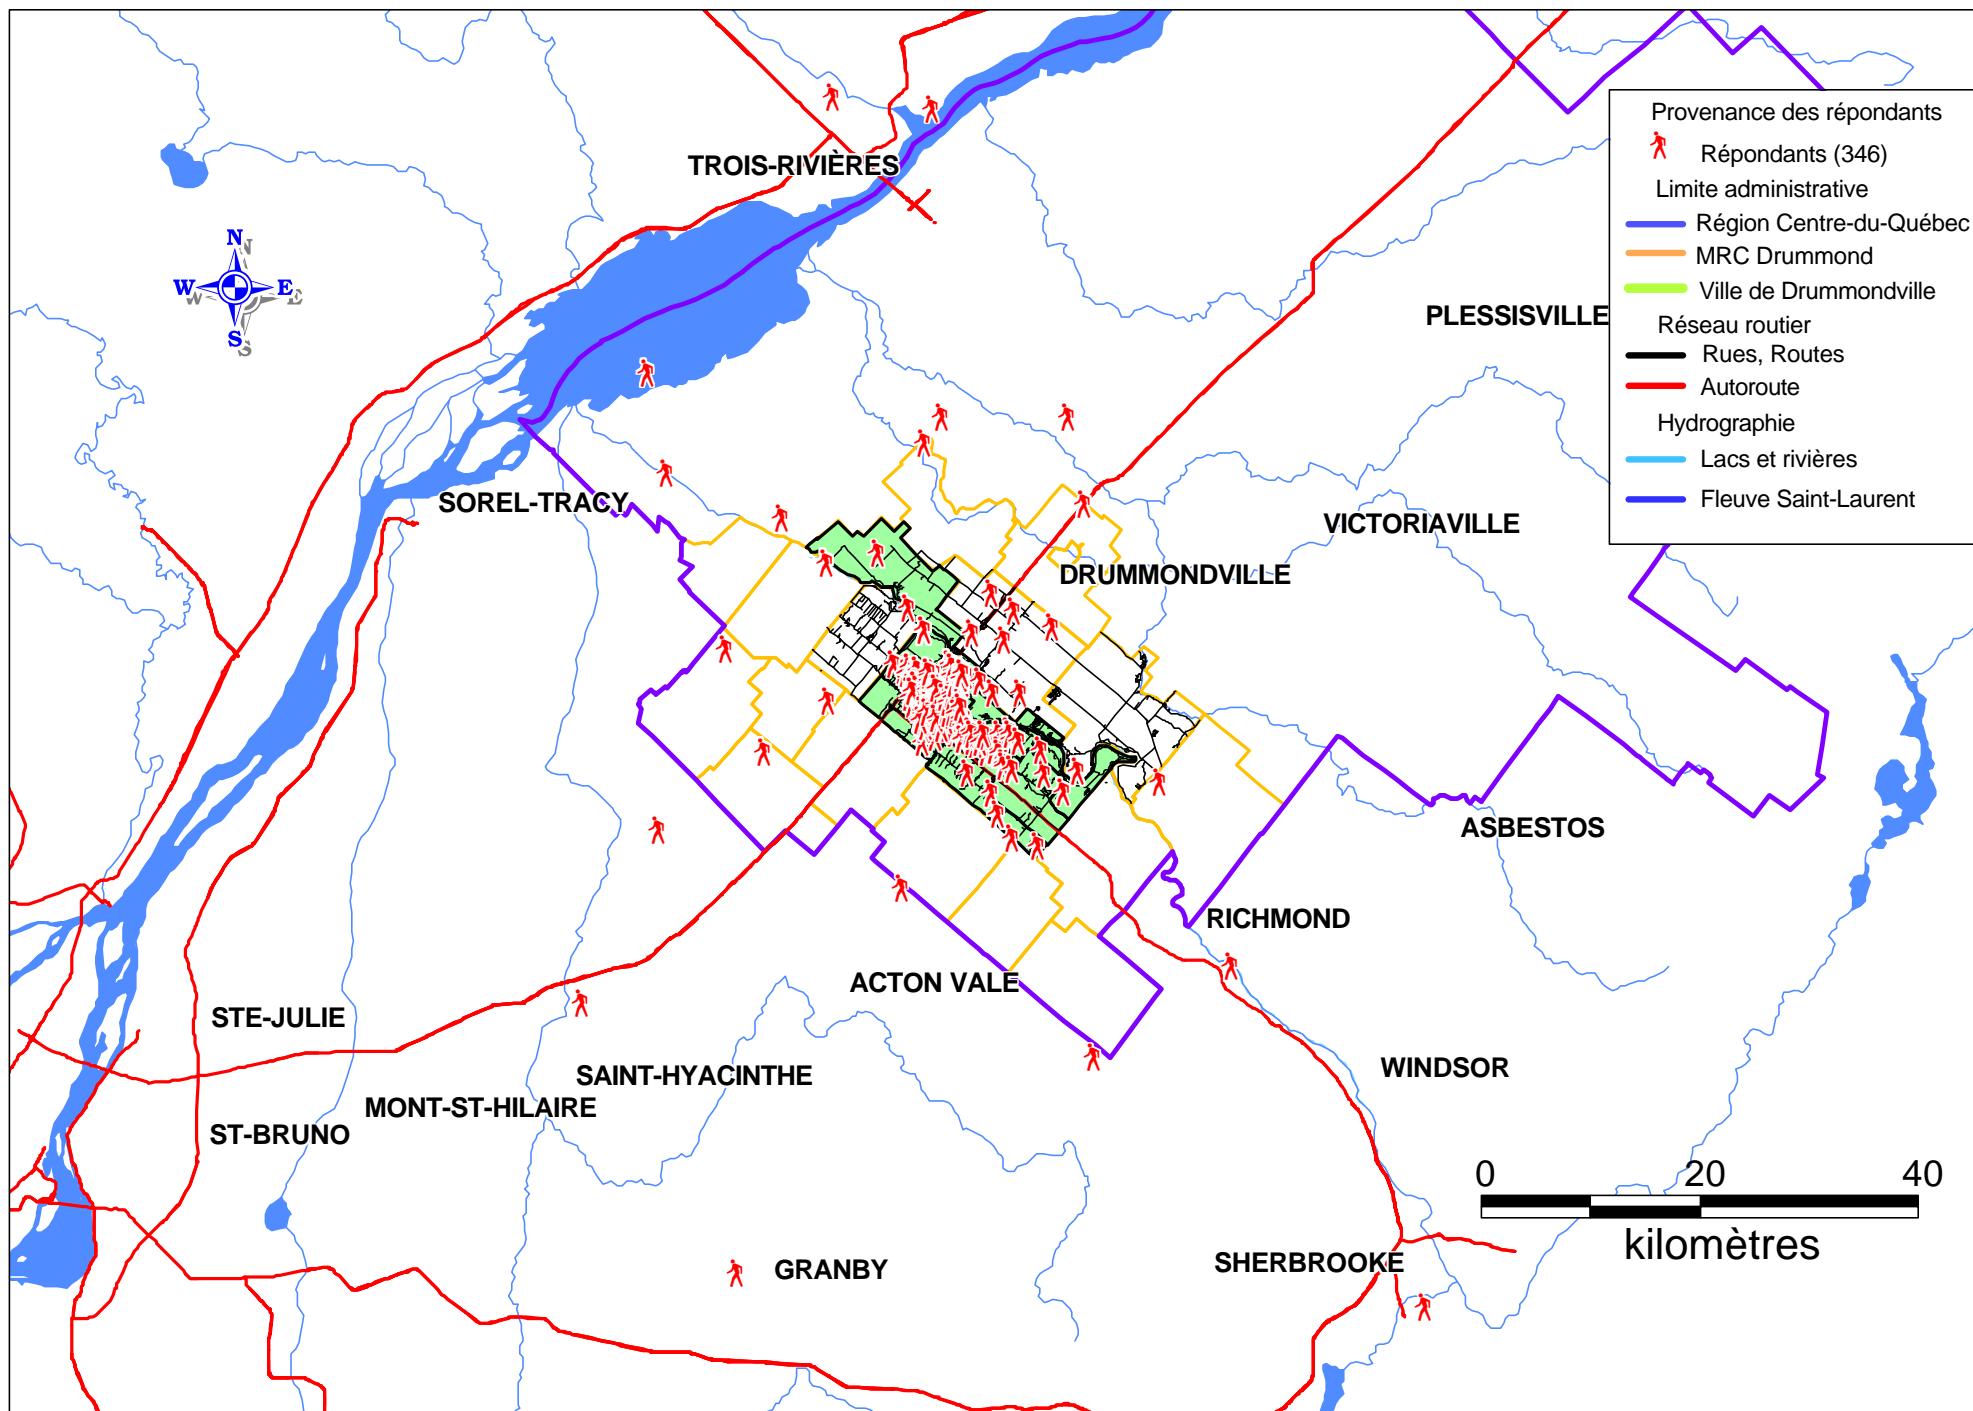 Provenance des répondants
Répondants (346)
Limite administrative
Région Centre-du-Québec
MRC Drummond
Ville de Drummondville
Réseau routier
Rues, Routes
Autoroute
Hydrographie
Lacs et rivières
Fleuve Saint-Laurent
TROIS-RIVIÈRES
N
N
W
W
E
E
S
S
PLESSISVILLE
SOREL-TRACY
VICTORIAVILLE
DRUMMONDVILLE
ASBESTOS
RICHMOND
ACTON VALE
STE-JULIE
SAINT-HYACINTHE
WINDSOR
MONT-ST-HILAIRE
ST-BRUNO
0 20 40
kilomètres
GRANBY
SHERBROOKE